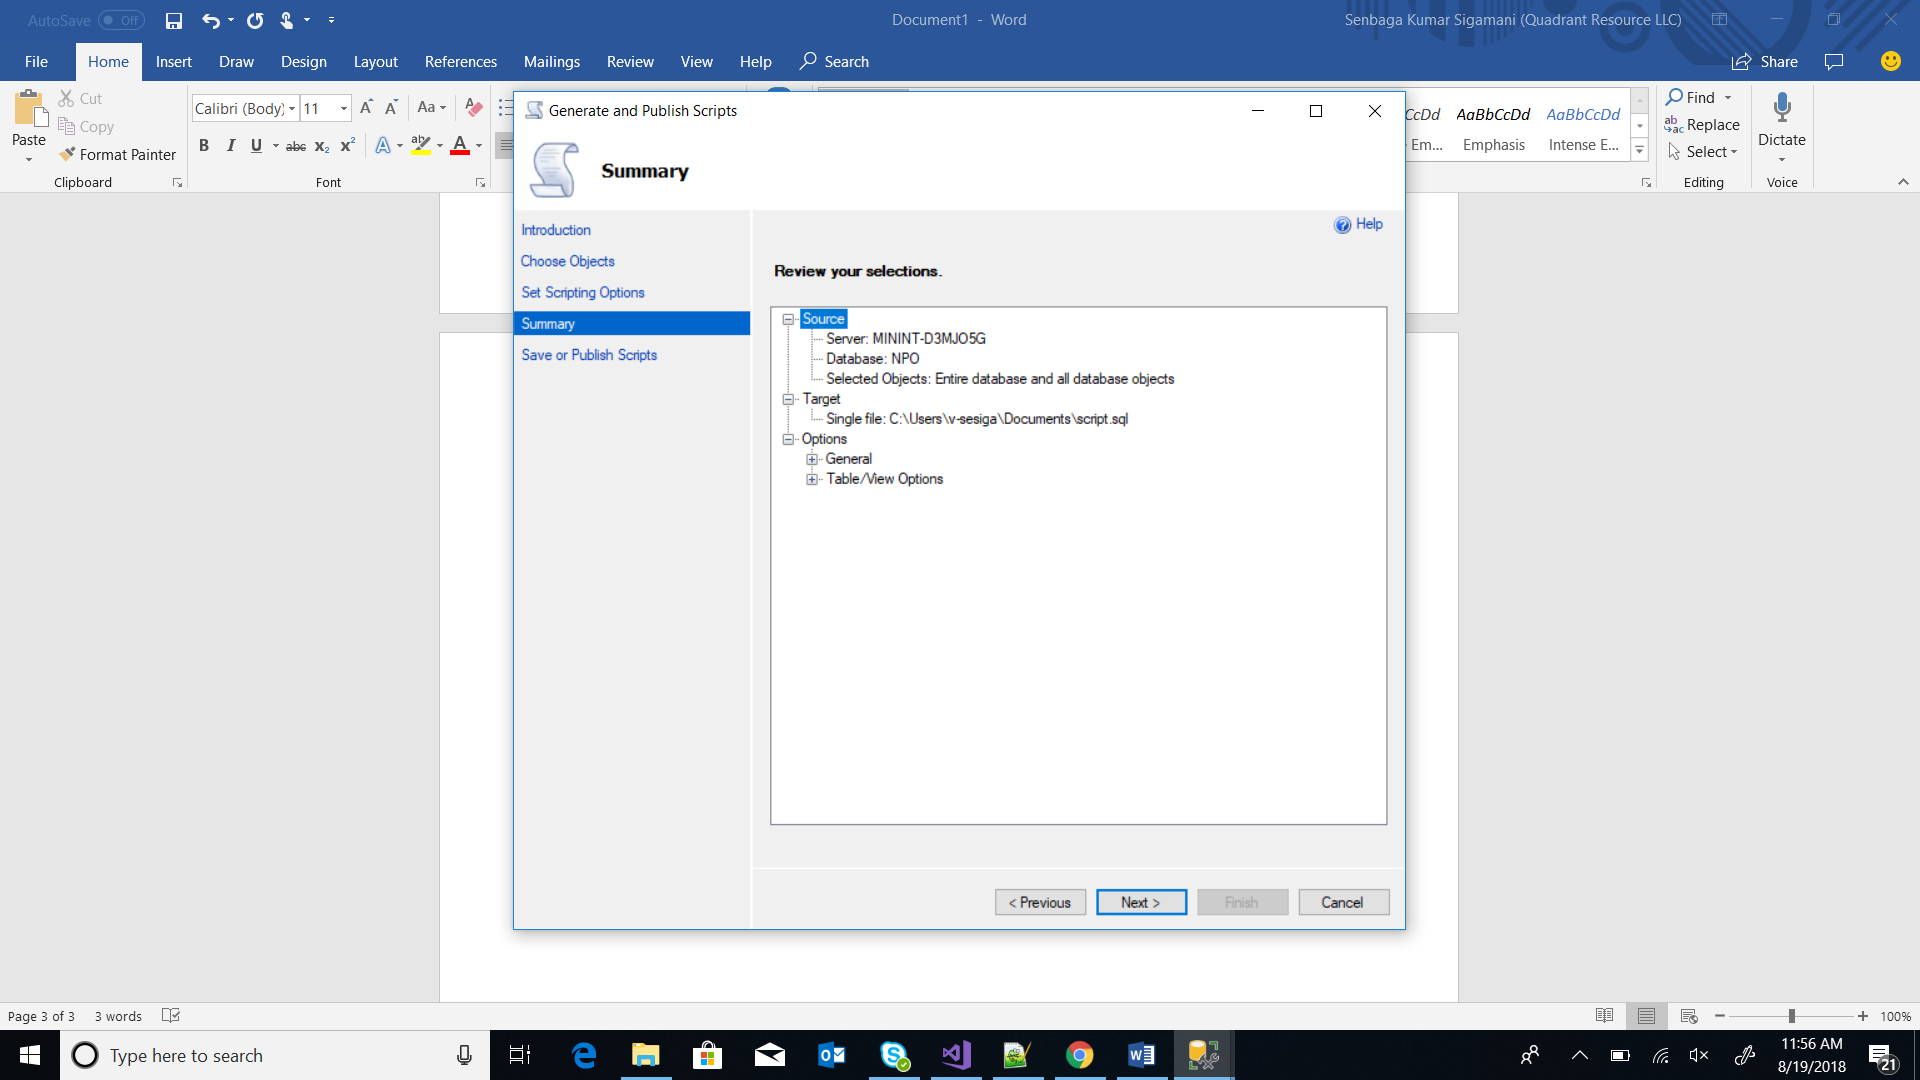 AutoSave Off
Document1 - Word
Senbaga Kumar Sigamani (Quadrant Resource LLC)
File Home Insert Draw Design Layout References Mailings Review View Help Search Share
Paste
Cut
Copy
Format Painter
Clipboard
Calibri (Body) 11
Aa
B I U abc X₂ X² A ab A
Font
CcDd
Em...
AaBbCcDd
Emphasis
AaBbCcDd
Intense E...
Find
Replace
Select
Editing
Dictate
Voice
Generate and Publish Scripts
Summary
Introduction
Choose Objects
Set Scripting Options
Summary
Save or Publish Scripts
Help
Review your selections.
Source
Server: MININT-D3MJO5G
Database: NPO
Selected Objects: Entire database and all database objects
Target
Single file: C:\Users\v-sesiga\Documents\script.sql
Options
General
Table/View Options
< Previous
Next >
Finish
Cancel
Page 3 of 3 3 words
100%
Type here to search
11:56 AM
8/19/2018
21